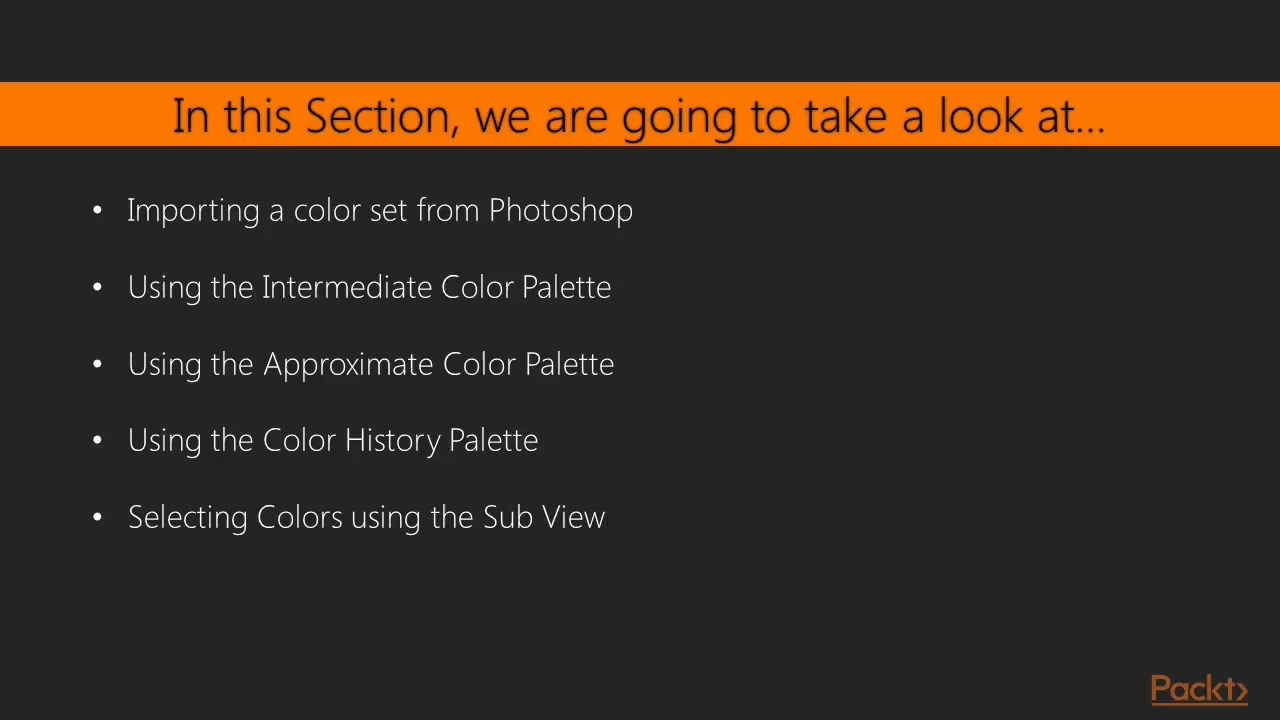 In this Section, we are going to take a look at...
• Importing a color set from Photoshop
• Using the Intermediate Color Palette
• Using the Approximate Color Palette
• Using the Color History Palette
• Selecting Colors using the Sub View
Packt>